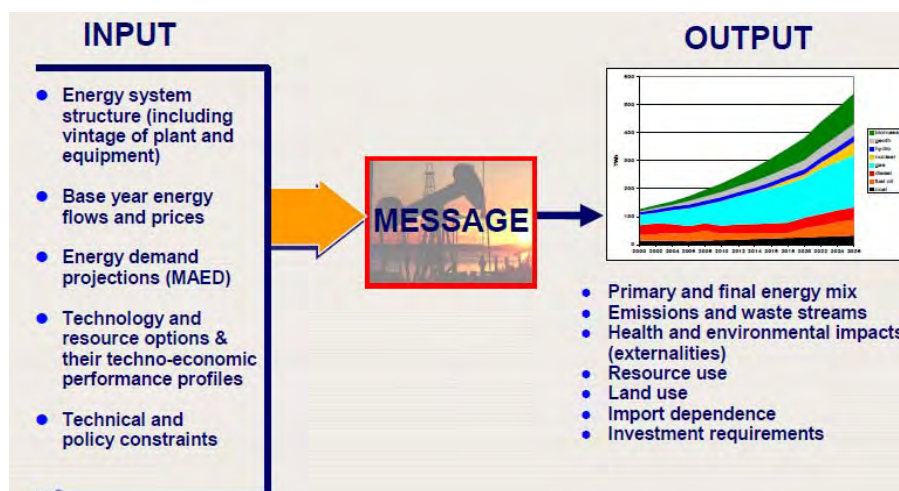 INPUT
Energy system
structure (including
vintage of plant and
equipment)
Base year energy
flows and prices
Energy demand
projections (MAED)
Technology and
resource options &
their techno-economic
performance profiles
Technical and
policy constraints
MESSAGE
OUTPUT
Primary and final energy mix
Emissions and waste streams
Health and environmental impacts
(externalities)
Resource use
Land use
Import dependence
Investment requirements